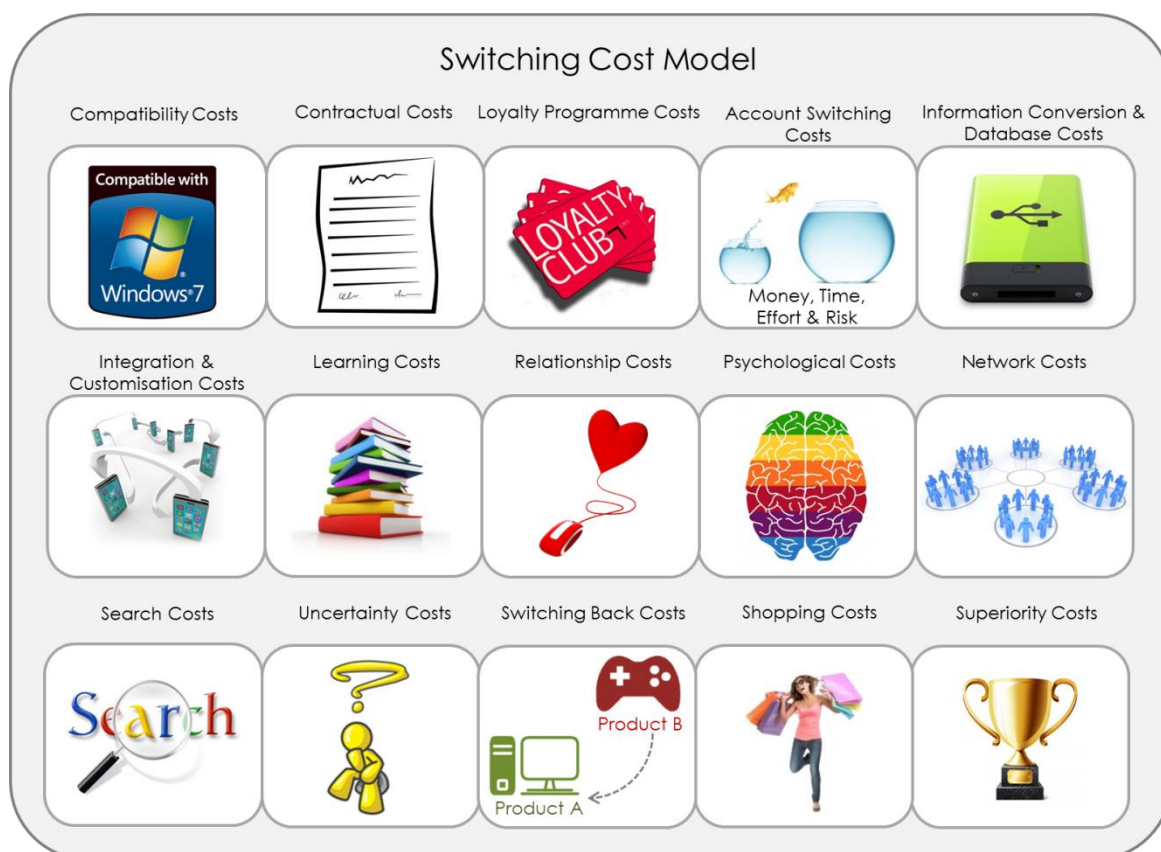 Switching Cost Model
Compatibility Costs
Contractual Costs
Loyalty Programme Costs
Account Switching
Costs
Information Conversion &
Database Costs
Compatible with
Windows®7
LOYALTY
CLUB
Money, Time,
Effort & Risk
Integration &
Customisation Costs
Learning Costs
Relationship Costs
Psychological Costs
Network Costs
Search Costs
Uncertainty Costs
Switching Back Costs
Shopping Costs
Superiority Costs
Search
?
Product B
Product A